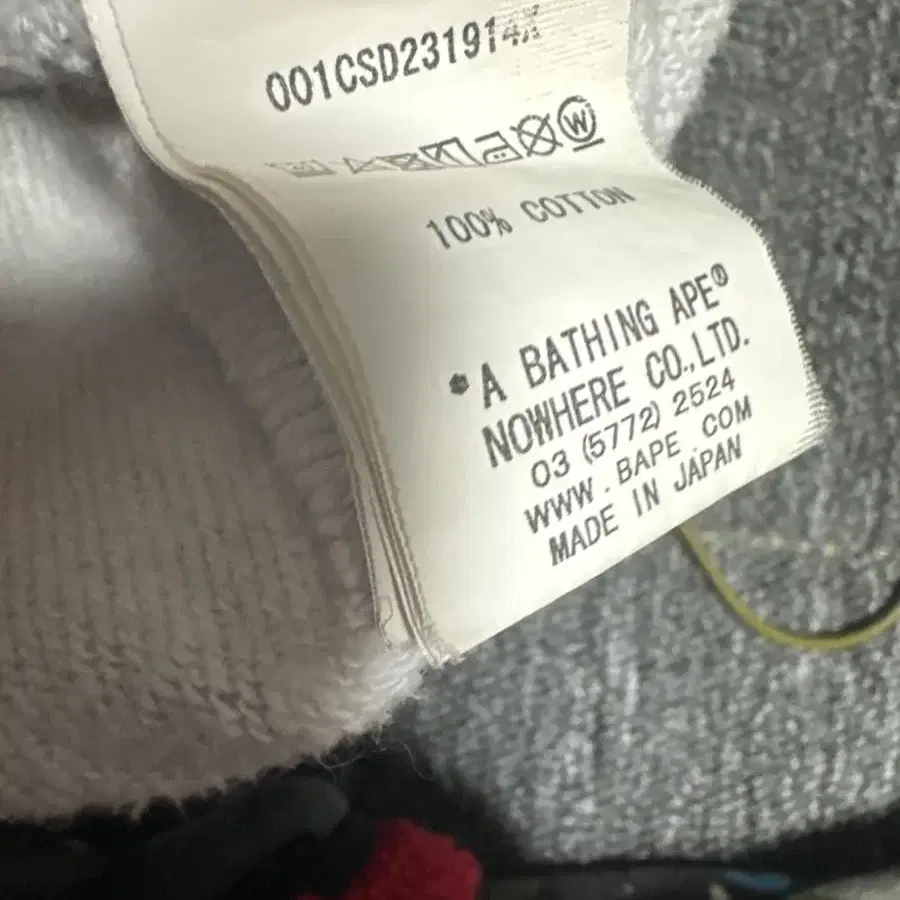 001CSD231914X
W
100% COTTON
*A BATHING APE®
NOWHERE CO.,LTD.
03 (5772) 2524
WWW.BAPE.COM
MADE IN JAPAN